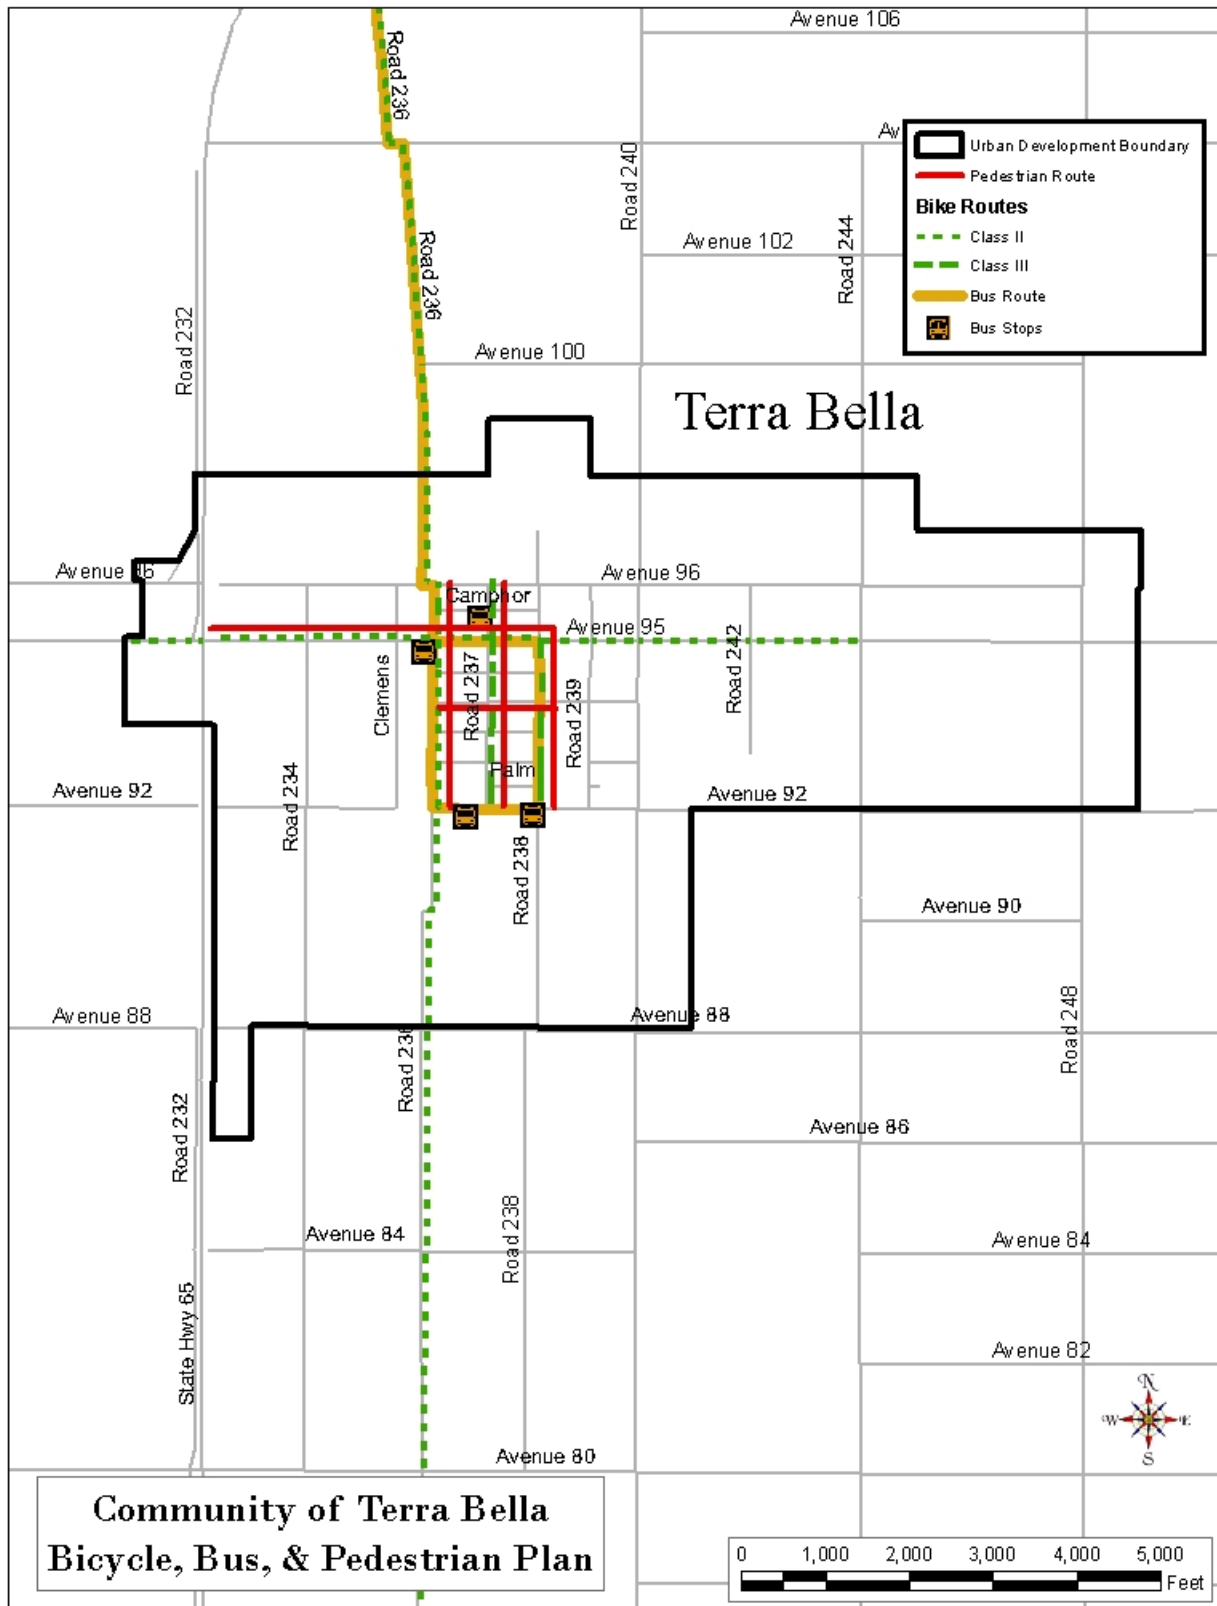 Avenue 106
Road 236
Av
Urban Development Boundary
Pedestrian Route
Bike Routes
Class II
Class III
Bus Route
Bus Stops
Road 240
Road 244
Avenue 102
Road 236
Road 232
Avenue 100
Terra Bella
Avenue 96
Avenue 96
Camphor
Avenue 95
Clemens
Road 237
Road 239
Road 242
Palm
Avenue 92
Avenue 92
Road 234
Road 238
Avenue 90
Avenue 88
Avenue 88
Road 236
Road 248
Road 232
Avenue 86
Road 238
Avenue 84
Avenue 84
State Hwy 65
Avenue 82
N
W
E
S
Avenue 80
Community of Terra Bella
Bicycle, Bus, & Pedestrian Plan
0 1,000 2,000 3,000 4,000 5,000
Feet